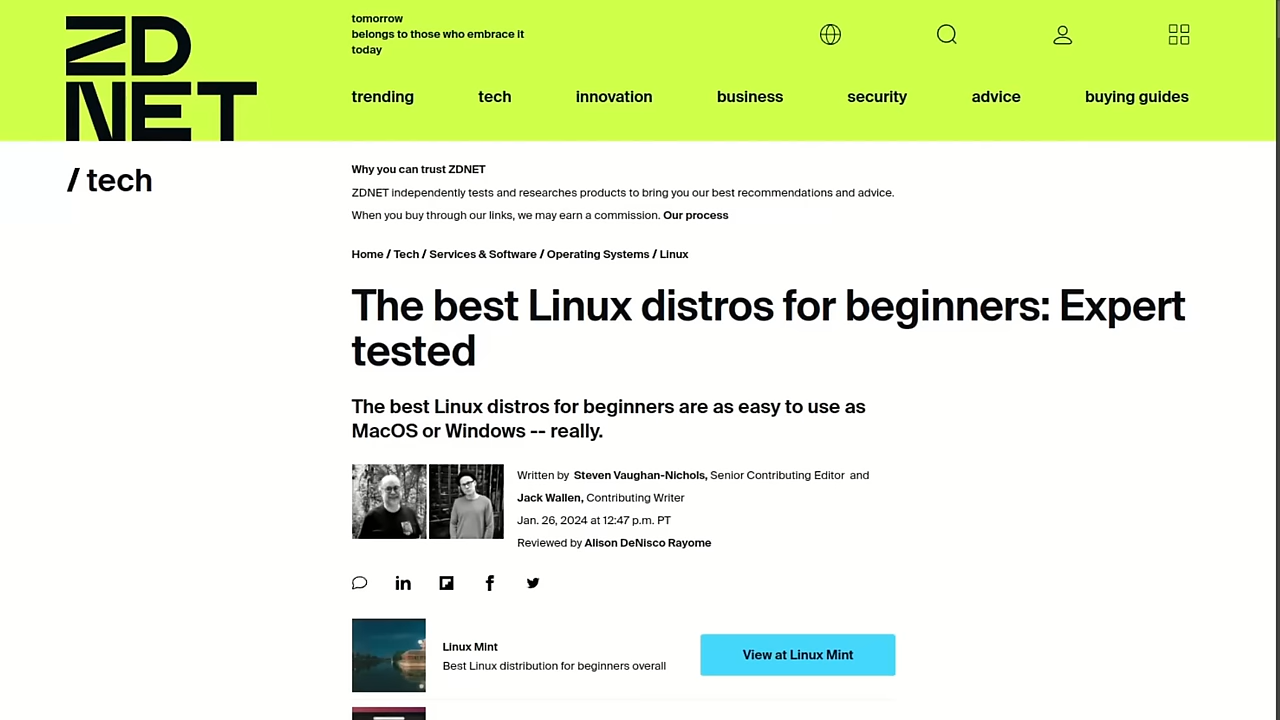 ZD
NET
tomorrow
belongs to those who embrace it
today
trending tech innovation business security advice buying guides
/ tech
Why you can trust ZDNET
ZDNET independently tests and researches products to bring you our best recommendations and advice.
When you buy through our links, we may earn a commission. Our process
Home / Tech / Services & Software / Operating Systems / Linux
The best Linux distros for beginners: Expert
tested
The best Linux distros for beginners are as easy to use as
MacOS or Windows -- really.
Written by Steven Vaughan-Nichols, Senior Contributing Editor and
Jack Wallen, Contributing Writer
Jan. 26, 2024 at 12:47 p.m. PT
Reviewed by Alison DeNisco Rayome
Linux Mint
Best Linux distribution for beginners overall
View at Linux Mint